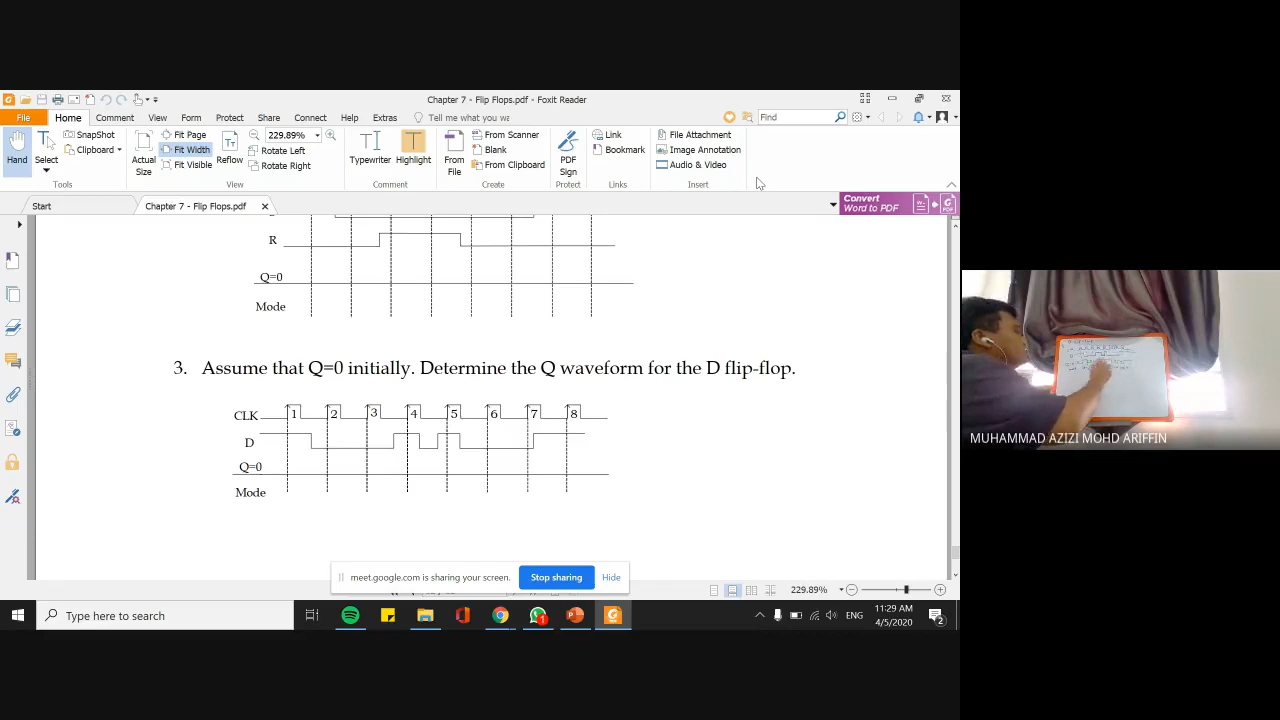 Chapter 7 - Flip Flops.pdf - Foxit Reader
File Home Comment View Form Protect Share Connect Help Extras Tell me what you w Find
Hand
Select
SnapShot
Clipboard
Actual Size
Fit Page
Fit Width
Fit Visible
Reflow
229.89%
Rotate Left
Rotate Right
Typewriter
Highlight
From File
From Scanner
Blank
From Clipboard
PDF Sign
Link
Bookmark
File Attachment
Image Annotation
Audio & Video
Tools View Comment Create Protect Links Insert
Start Chapter 7 - Flip Flops.pdf
Convert
Word to PDF
R
Q=0
Mode
3. Assume that Q=0 initially. Determine the Q waveform for the D flip-flop.
CLK 1 2 3 4 5 6 7 8
D
Q=0
Mode
meet.google.com is sharing your screen. Stop sharing Hide
229.89%
Type here to search
ENG
11:29 AM
4/5/2020
MUHAMMAD AZIZI MOHD ARIFFIN